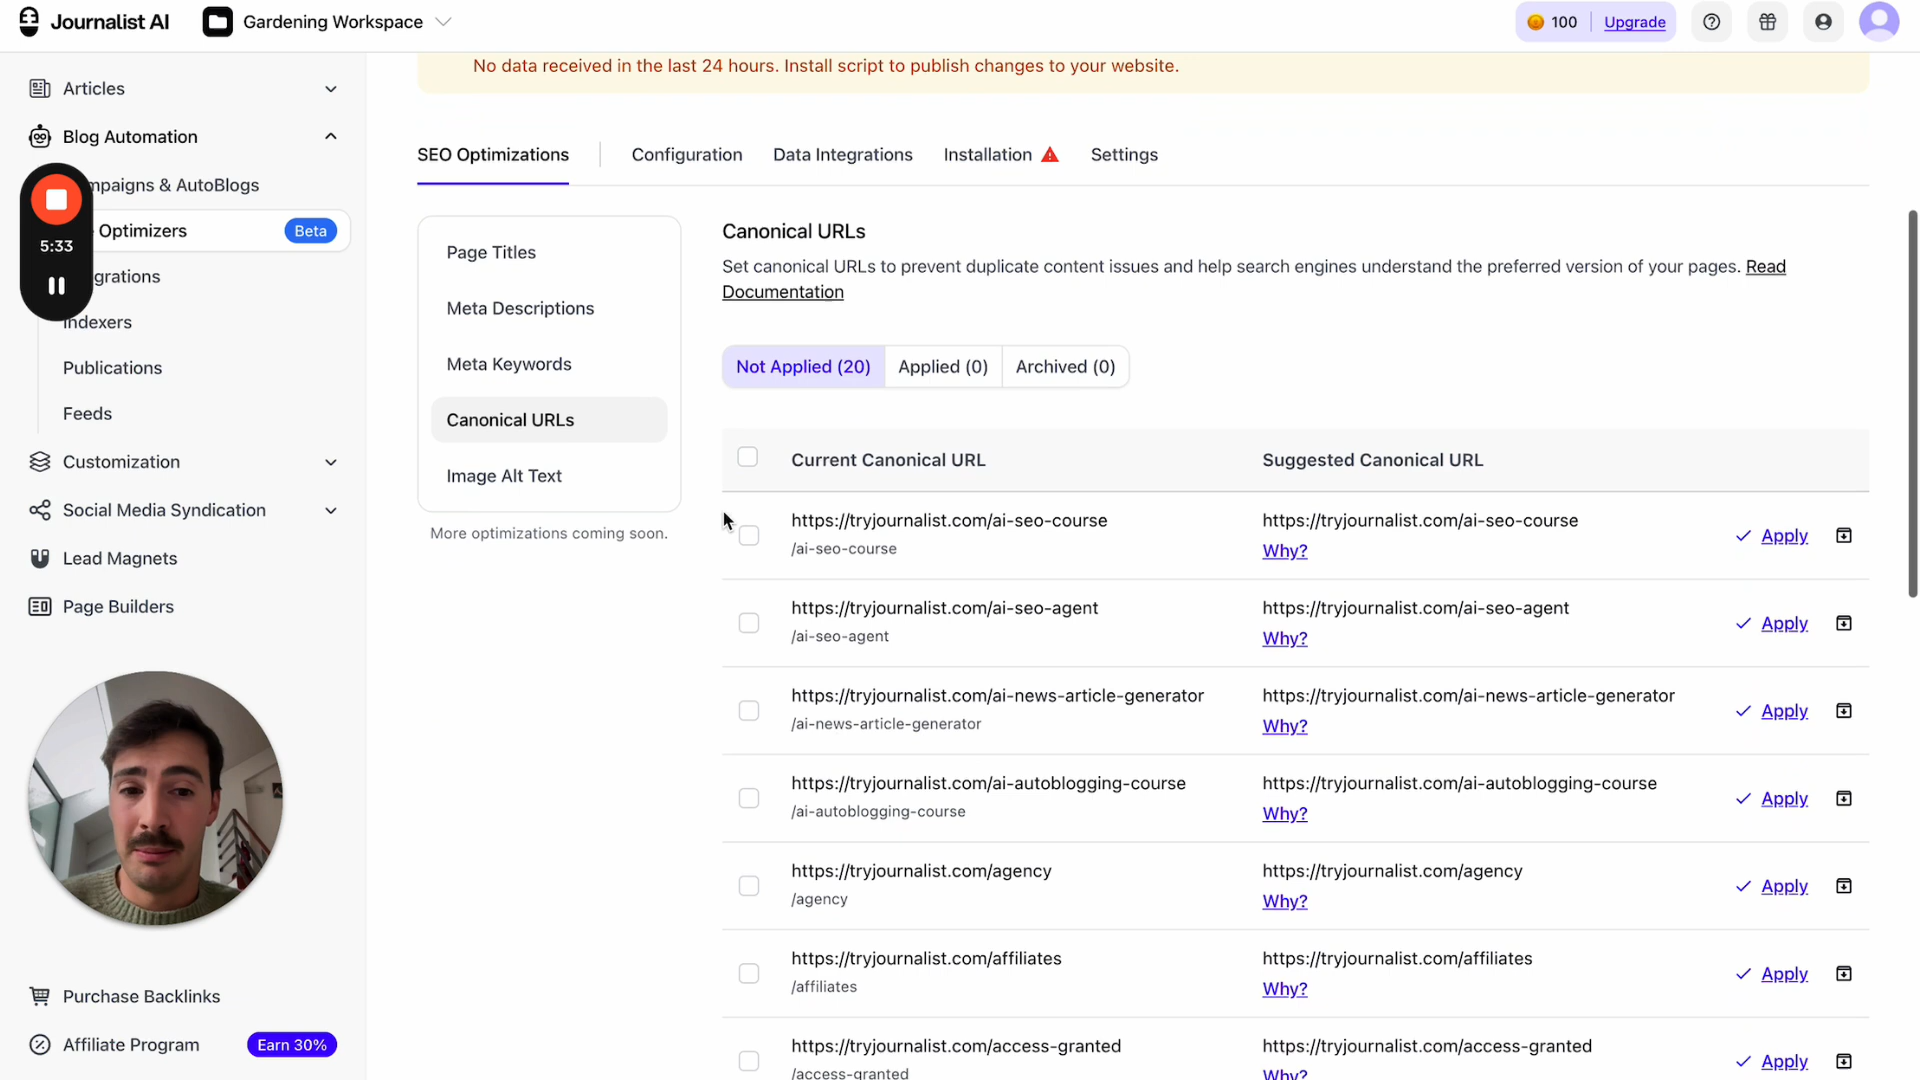 Journalist AI
Gardening Workspace
100
Upgrade
Articles
Blog Automation
mpaigns & AutoBlogs
Optimizers
Beta
grations
Indexers
Publications
Feeds
Customization
Social Media Syndication
Lead Magnets
Page Builders
Purchase Backlinks
Affiliate Program
Earn 30%
5:33
No data received in the last 24 hours. Install script to publish changes to your website.
SEO Optimizations
Configuration
Data Integrations
Installation
Settings
Page Titles
Meta Descriptions
Meta Keywords
Canonical URLs
Image Alt Text
More optimizations coming soon.
Canonical URLs
Set canonical URLs to prevent duplicate content issues and help search engines understand the preferred version of your pages. Read
Documentation
Not Applied (20)
Applied (0)
Archived (0)
Current Canonical URL
Suggested Canonical URL
https://tryjournalist.com/ai-seo-course
/ai-seo-course
https://tryjournalist.com/ai-seo-course
Why?
Apply
https://tryjournalist.com/ai-seo-agent
/ai-seo-agent
https://tryjournalist.com/ai-seo-agent
Why?
Apply
https://tryjournalist.com/ai-news-article-generator
/ai-news-article-generator
https://tryjournalist.com/ai-news-article-generator
Why?
Apply
https://tryjournalist.com/ai-autoblogging-course
/ai-autoblogging-course
https://tryjournalist.com/ai-autoblogging-course
Why?
Apply
https://tryjournalist.com/agency
/agency
https://tryjournalist.com/agency
Why?
Apply
https://tryjournalist.com/affiliates
/affiliates
https://tryjournalist.com/affiliates
Why?
Apply
https://tryjournalist.com/access-granted
/access-granted
https://tryjournalist.com/access-granted
Why?
Apply